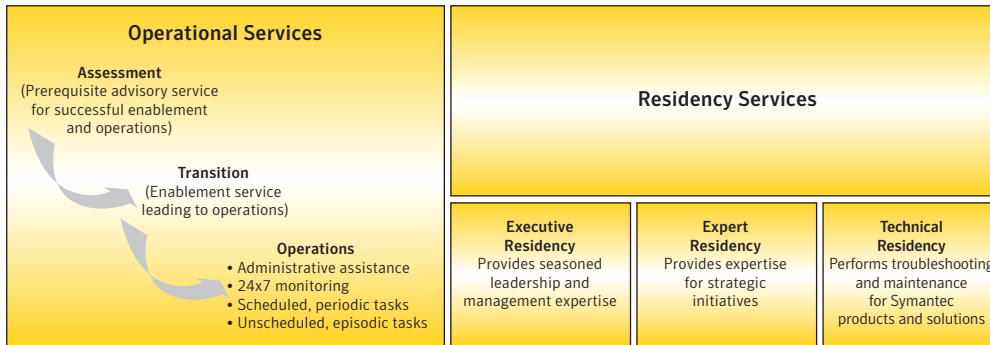 Operational Services
Assessment
(Prerequisite advisory service
for successful enablement
and operations)
Transition
(Enablement service
leading to operations)
Operations
• Administrative assistance
• 24x7 monitoring
• Scheduled, periodic tasks
• Unscheduled, episodic tasks
Residency Services
Executive
Residency
Provides seasoned
leadership and
management expertise
Expert
Residency
Provides expertise
for strategic
initiatives
Technical
Residency
Performs troubleshooting
and maintenance
for Symantec
products and solutions